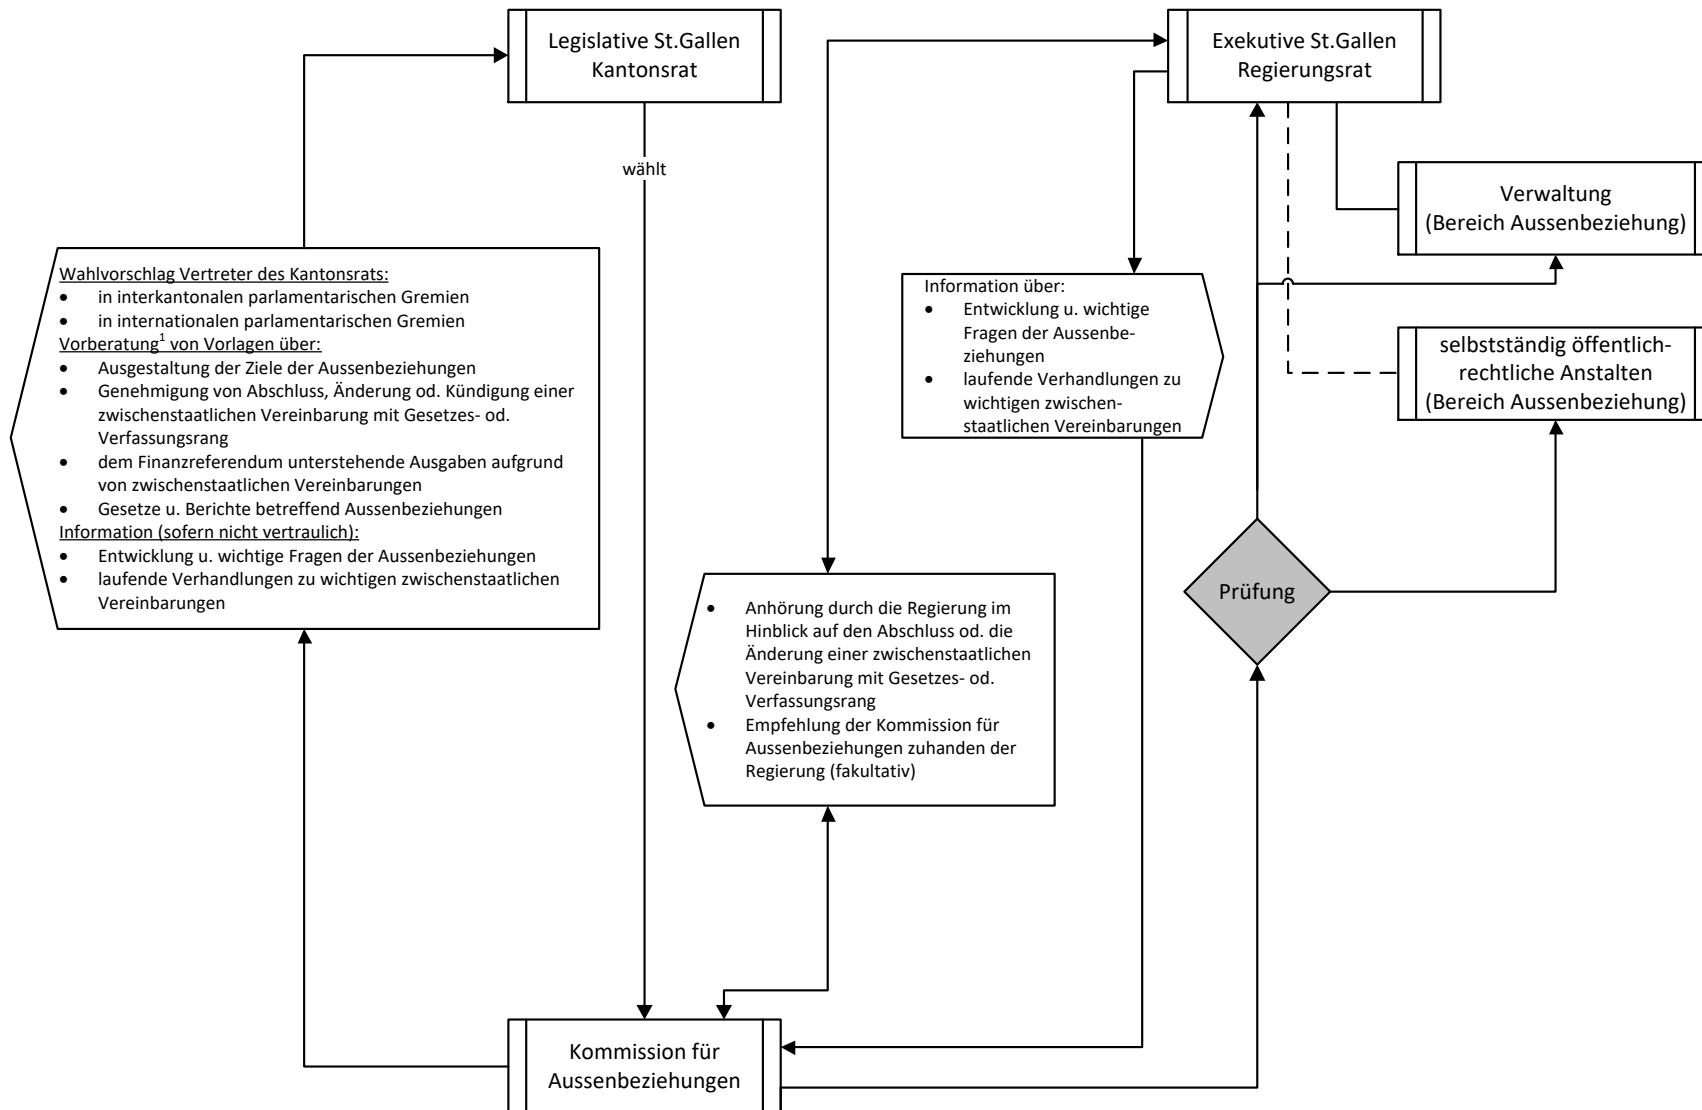 Legislative St.Gallen
Kantonsrat
Exekutive St.Gallen
Regierungsrat
wählt
Verwaltung
(Bereich Aussenbeziehung)
Wahlvorschlag Vertreter des Kantonsrats:
• in interkantonalen parlamentarischen Gremien
• in internationalen parlamentarischen Gremien
Vorberatung¹ von Vorlagen über:
• Ausgestaltung der Ziele der Aussenbeziehungen
• Genehmigung von Abschluss, Änderung od. Kündigung einer
zwischenstaatlichen Vereinbarung mit Gesetzes- od.
Verfassungsrang
• dem Finanzreferendum unterstehende Ausgaben aufgrund
von zwischenstaatlichen Vereinbarungen
• Gesetze u. Berichte betreffend Aussenbeziehungen
Information (sofern nicht vertraulich):
• Entwicklung u. wichtige Fragen der Aussenbeziehungen
• laufende Verhandlungen zu wichtigen zwischenstaatlichen
Vereinbarungen
Information über:
• Entwicklung u. wichtige
Fragen der Aussenbe-
ziehungen
• laufende Verhandlungen zu
wichtigen zwischen-
staatlichen Vereinbarungen
selbstständig öffentlich-
rechtliche Anstalten
(Bereich Aussenbeziehung)
• Anhörung durch die Regierung im
Hinblick auf den Abschluss od. die
Änderung einer zwischenstaatlichen
Vereinbarung mit Gesetzes- od.
Verfassungsrang
• Empfehlung der Kommission für
Aussenbeziehungen zuhanden der
Regierung (fakultativ)
Prüfung
Kommission für
Aussenbeziehungen